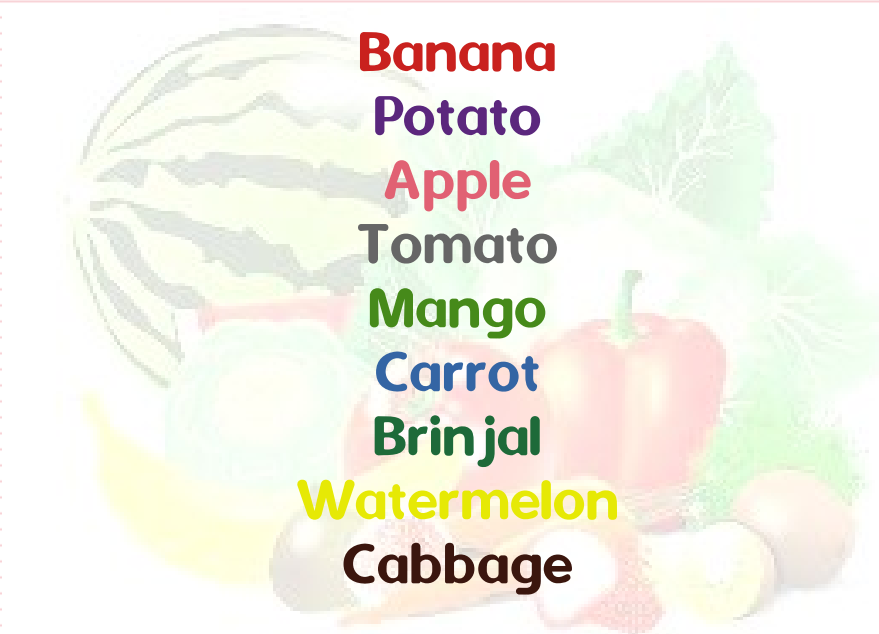 Banana
Potato
Apple
Tomato
Mango
Carrot
Brinjal
Watermelon
Cabbage